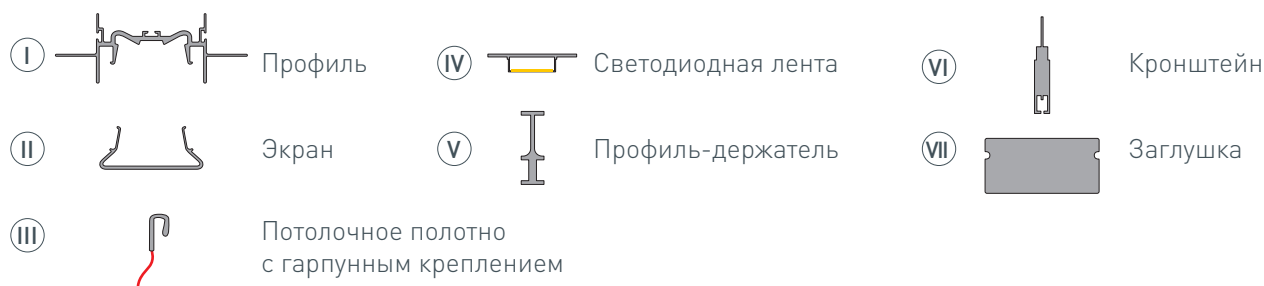 I Профиль
IV Светодиодная лента
VI Кронштейн
II Экран
V Профиль-держатель
VII Заглушка
III Потолочное полотно
с гарпунным креплением